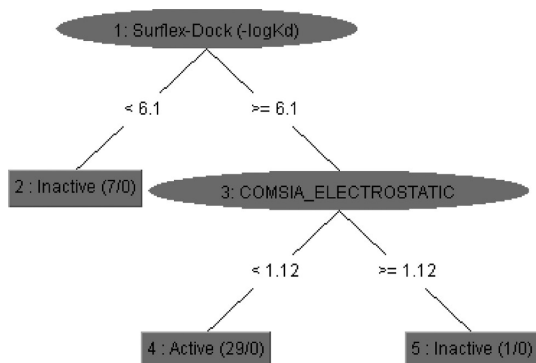 1: Surflex-Dock (-logKd)
< 6.1
>= 6.1
2 : Inactive (7/0)
3: COMSIA_ELECTROSTATIC
< 1.12
>= 1.12
4 : Active (29/0)
5 : Inactive (1/0)